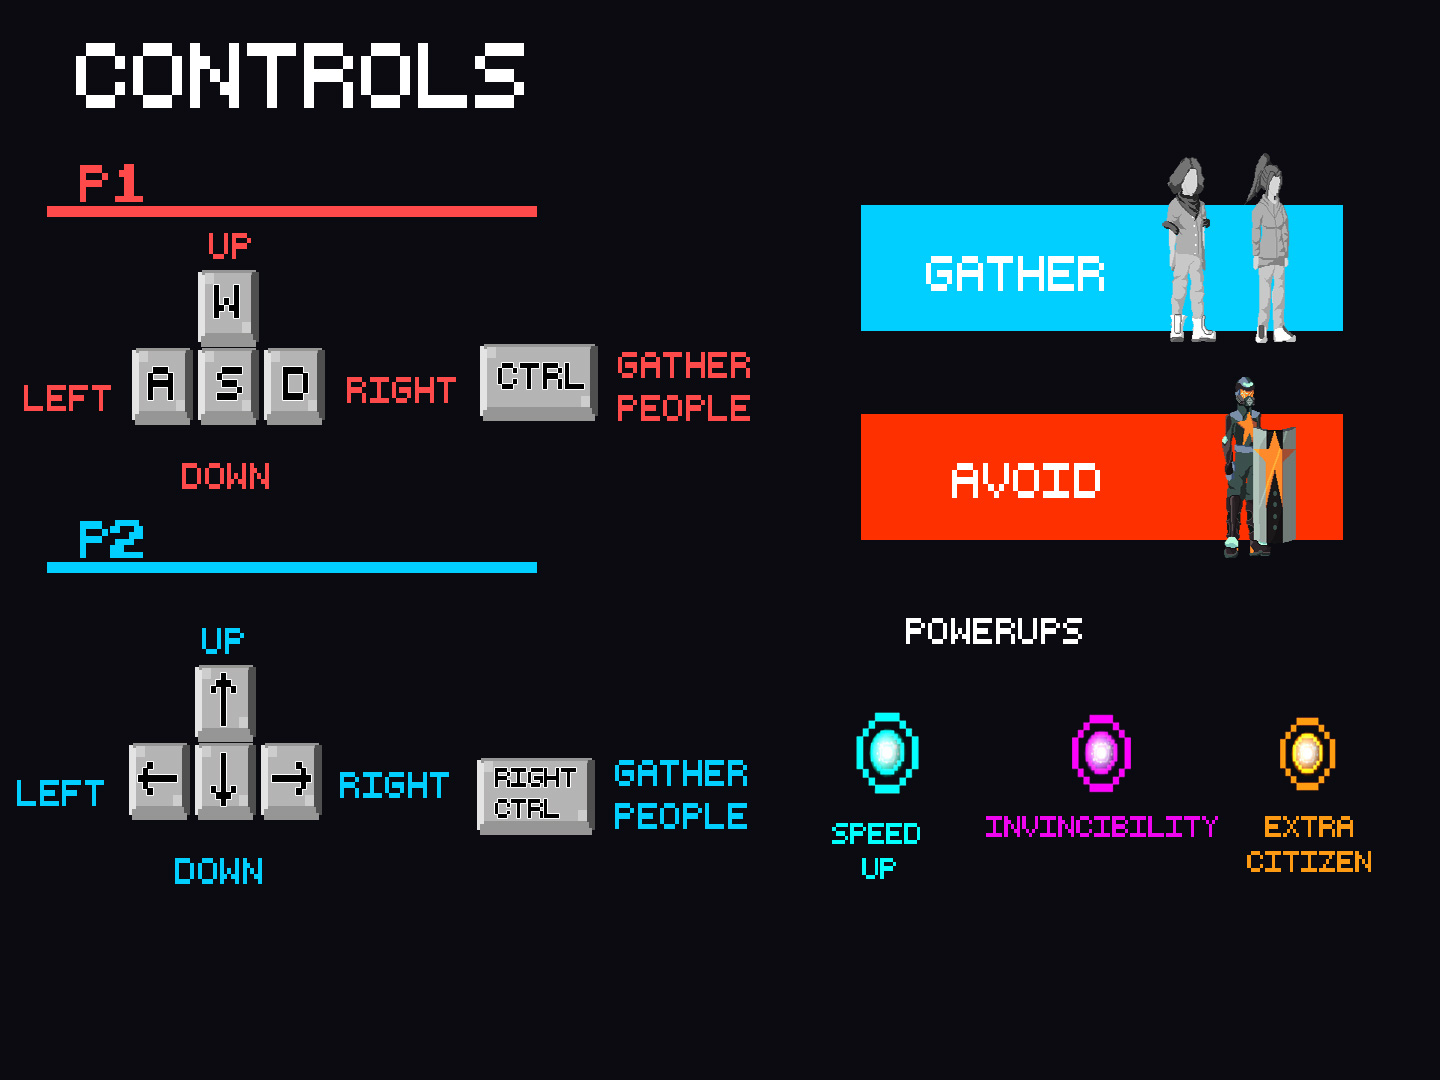 CONTROLS
P1
UP
W
LEFT
A
S
D
RIGHT
CTRL
GATHER
PEOPLE
DOWN
P2
UP
↑
LEFT
←
↓
→
RIGHT
RIGHT
CTRL
GATHER
PEOPLE
DOWN
GATHER
AVOID
POWERUPS
SPEED
UP
INVINCIBILITY
EXTRA
CITIZEN